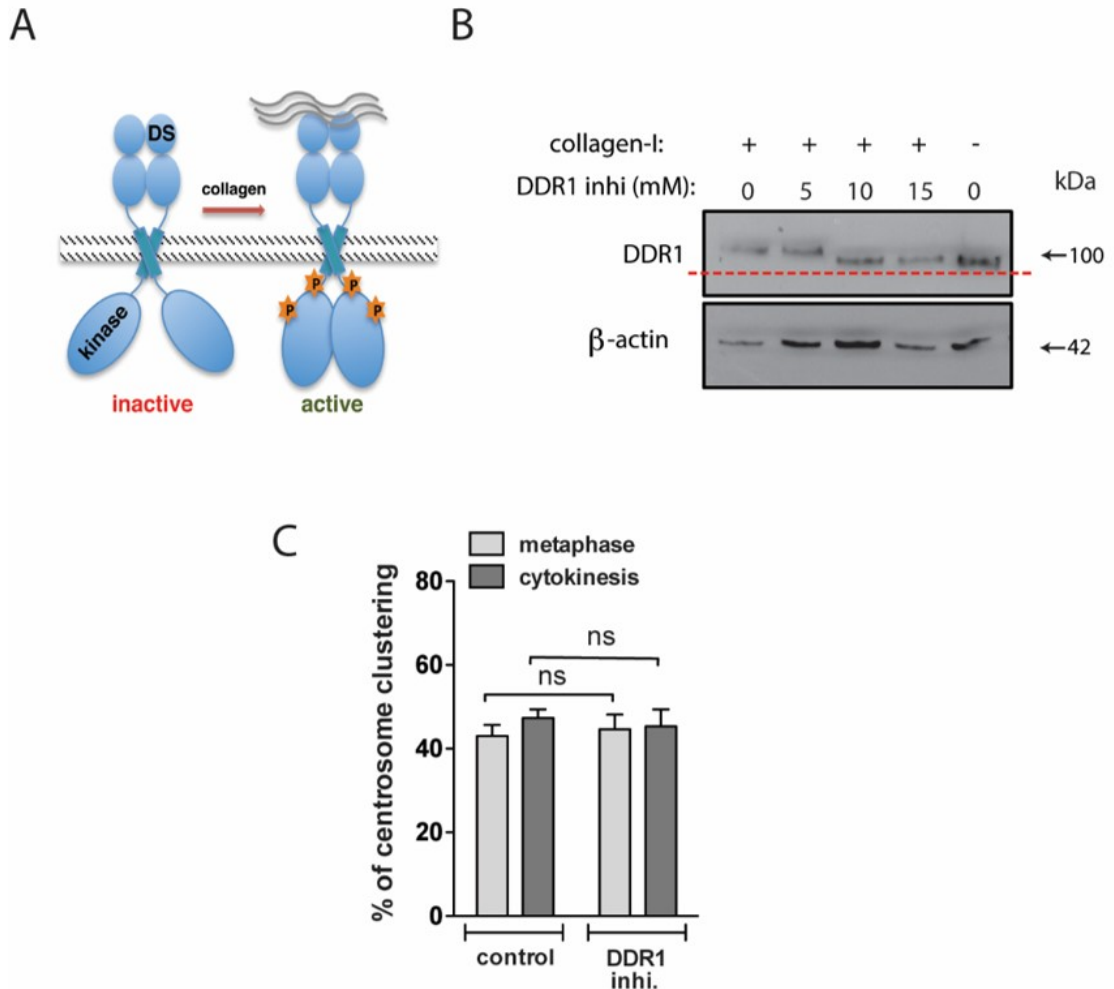 A
DS
collagen
P
P
P
P
kinase
inactive
active
B
collagen-I: + + + + -
DDR1 inhi (mM): 0 5 10 15 0
kDa
DDR1
←100
β-actin
←42
C
metaphase
cytokinesis
% of centrosome clustering
80
60
40
20
0
ns
ns
control
DDR1
inhi.